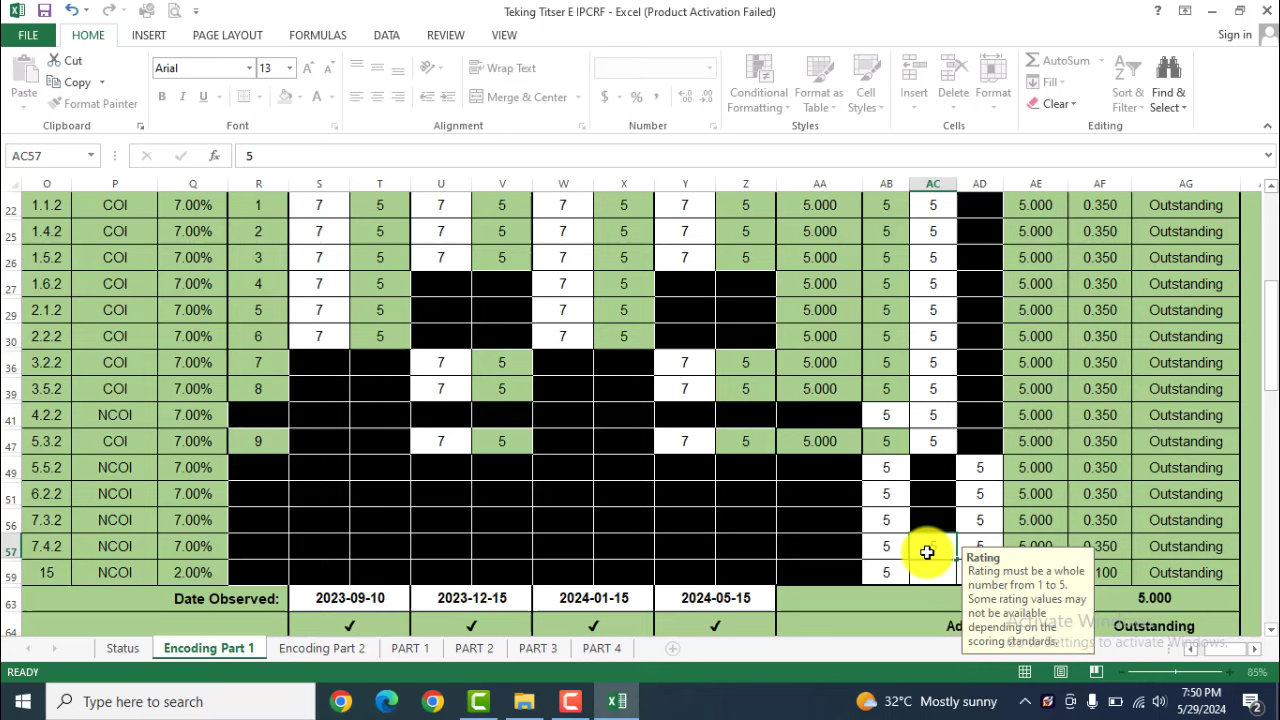 Teking Titser E IPCRF - Excel (Product Activation Failed)
FILE HOME INSERT PAGE LAYOUT FORMULAS DATA REVIEW VIEW Sign in
Paste Cut Copy Format Painter Clipboard
Arial 13 B I U A Font
Wrap Text Merge & Center Alignment
$ % , Number
Conditional Formatting Format as Table Cell Styles Styles
Insert Delete Format Cells
AutoSum Fill Clear Sort & Filter Find & Select Editing
AC57 fx 5
O P Q R S T U V W X Y Z AA AB AC AD AE AF AG
22 1.1.2 COI 7.00% 1 7 5 7 5 7 5 7 5 5.000 5 5 5.000 0.350 Outstanding
25 1.4.2 COI 7.00% 2 7 5 7 5 7 5 7 5 5.000 5 5 5.000 0.350 Outstanding
26 1.5.2 COI 7.00% 3 7 5 7 5 7 5 7 5 5.000 5 5 5.000 0.350 Outstanding
27 1.6.2 COI 7.00% 4 7 5 7 5 5.000 5 5 5.000 0.350 Outstanding
29 2.1.2 COI 7.00% 5 7 5 7 5 5.000 5 5 5.000 0.350 Outstanding
30 2.2.2 COI 7.00% 6 7 5 7 5 5.000 5 5 5.000 0.350 Outstanding
36 3.2.2 COI 7.00% 7 7 5 7 5 5.000 5 5 5.000 0.350 Outstanding
39 3.5.2 COI 7.00% 8 7 5 7 5 5.000 5 5 5.000 0.350 Outstanding
41 4.2.2 NCOI 7.00% 5 5 5.000 0.350 Outstanding
47 5.3.2 COI 7.00% 9 7 5 7 5 5.000 5 5 5.000 0.350 Outstanding
49 5.5.2 NCOI 7.00% 5 5 5.000 0.350 Outstanding
51 6.2.2 NCOI 7.00% 5 5 5.000 0.350 Outstanding
56 7.3.2 NCOI 7.00% 5 5 5.000 0.350 Outstanding
57 7.4.2 NCOI 7.00% 5 5 5 5.000 0.350 Outstanding
59 15 NCOI 2.00% 5 100 Outstanding
63 Date Observed: 2023-09-10 2023-12-15 2024-01-15 2024-05-15 5.000
64 ✓ ✓ ✓ ✓ Ad Outstanding
Rating
Rating must be a whole
number from 1 to 5.
Some rating values may
not be available
depending on the
scoring standards.
Activate Windows
Go to Settings to activate Windows.
Status Encoding Part 1 Encoding Part 2 PART 1 PART 2 PART 3 PART 4
READY 85%
Type here to search 32°C Mostly sunny 7:50 PM
5/29/2024 2